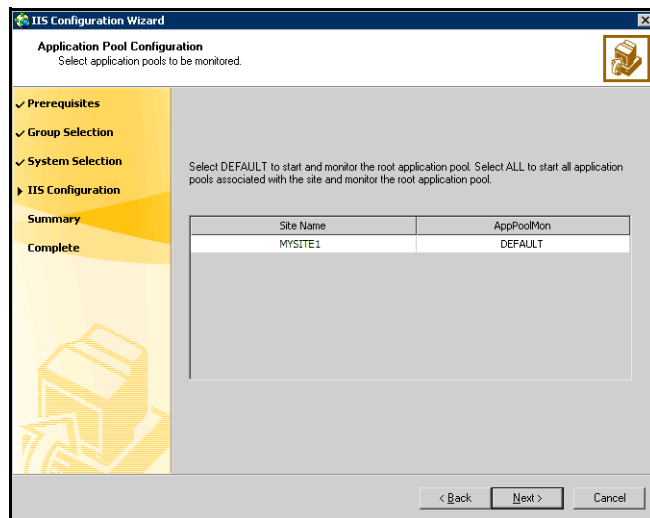 IIS Configuration Wizard
Application Pool Configuration
Select application pools to be monitored.
Prerequisites
Group Selection
System Selection
IIS Configuration
Summary
Complete
Select DEFAULT to start and monitor the root application pool. Select ALL to start all application
pools associated with the site and monitor the root application pool.
Site Name AppPoolMon
MYSITE1 DEFAULT
< Back Next > Cancel